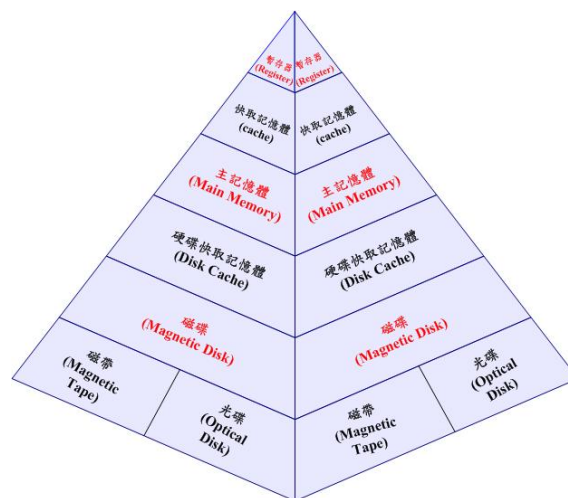 暫存器
(Register)
暫存器
(Register)
快取記憶體
(cache)
快取記憶體
(cache)
主記憶體
(Main Memory)
主記憶體
(Main Memory)
硬碟快取記憶體
(Disk Cache)
硬碟快取記憶體
(Disk Cache)
磁碟
(Magnetic Disk)
磁碟
(Magnetic Disk)
磁帶
(Magnetic
Tape)
光碟
(Optical
Disk)
磁帶
(Magnetic
Tape)
光碟
(Optical
Disk)